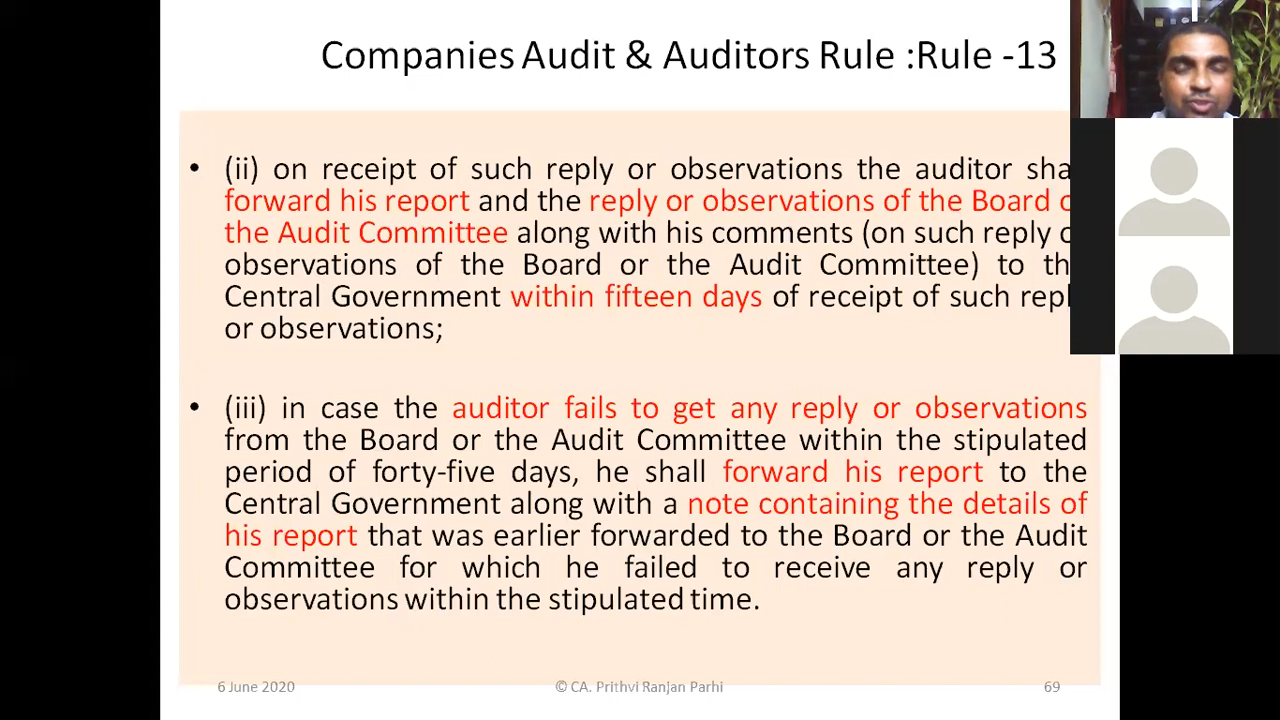 Companies Audit & Auditors Rule :Rule -13
• (ii) on receipt of such reply or observations the auditor
forward his report and the reply or observations of the Board
the Audit Committee along with his comments (on such reply
observations of the Board or the Audit Committee) to
Central Government within fifteen days of receipt of such
or observations;
• (iii) in case the auditor fails to get any reply or observations
from the Board or the Audit Committee within the stipulated
period of forty-five days, he shall forward his report to the
Central Government along with a note containing the details of
his report that was earlier forwarded to the Board or the Audit
Committee for which he failed to receive any reply or
observations within the stipulated time.
6 June 2020 © CA. Prithvi Ranjan Parhi 69